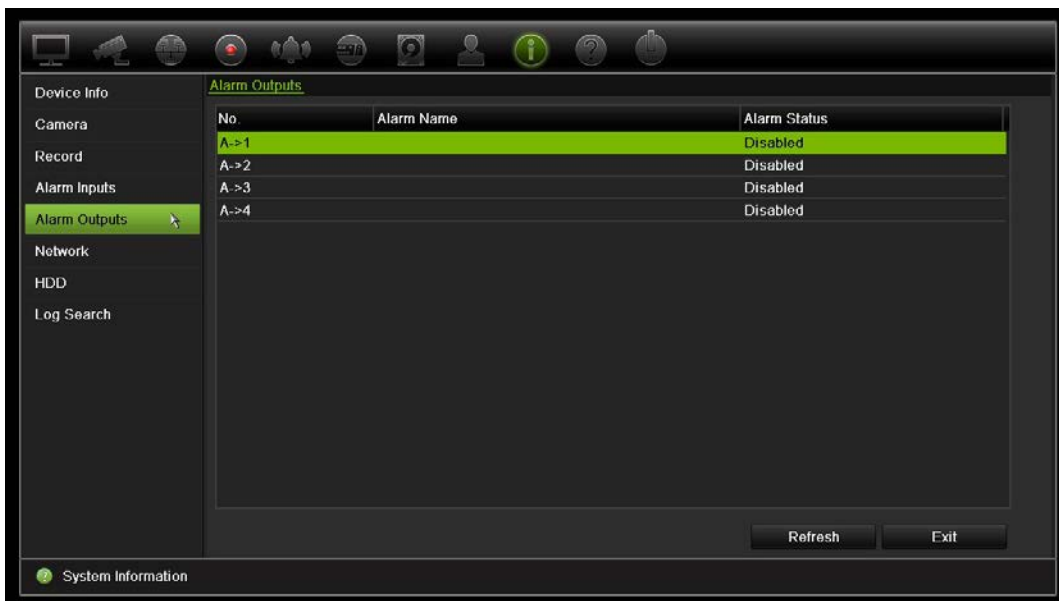 Device Info
Camera
Record
Alarm Inputs
Alarm Outputs
Network
HDD
Log Search
Alarm Outputs
No. Alarm Name Alarm Status
A->1 Disabled
A->2 Disabled
A->3 Disabled
A->4 Disabled
Refresh Exit
System Information